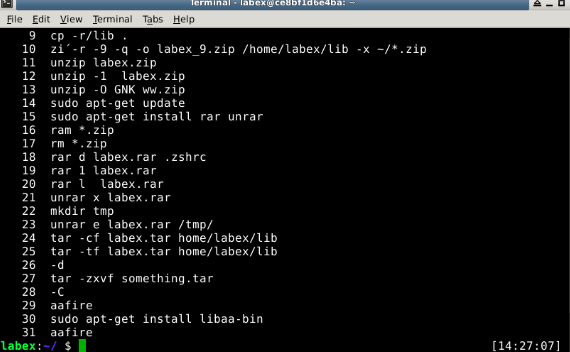 Terminal - labex@ce8bf1d6e4ba: ~
File Edit View Terminal Tabs Help
9 cp -r/lib .
10 zi´-r -9 -q -o labex_9.zip /home/labex/lib -x ~/*.zip
11 unzip labex.zip
12 unzip -1  labex.zip
13 unzip -O GNK ww.zip
14 sudo apt-get update
15 sudo apt-get install rar unrar
16 ram *.zip
17 rm *.zip
18 rar d labex.rar .zshrc
19 rar 1 labex.rar
20 rar l  labex.rar
21 unrar x labex.rar
22 mkdir tmp
23 unrar e labex.rar /tmp/
24 tar -cf labex.tar home/labex/lib
25 tar -tf labex.tar home/labex/lib
26 -d
27 tar -zxvf something.tar
28 -C
29 aafire
30 sudo apt-get install libaa-bin
31 aafire
labex:~/ $ [14:27:07]